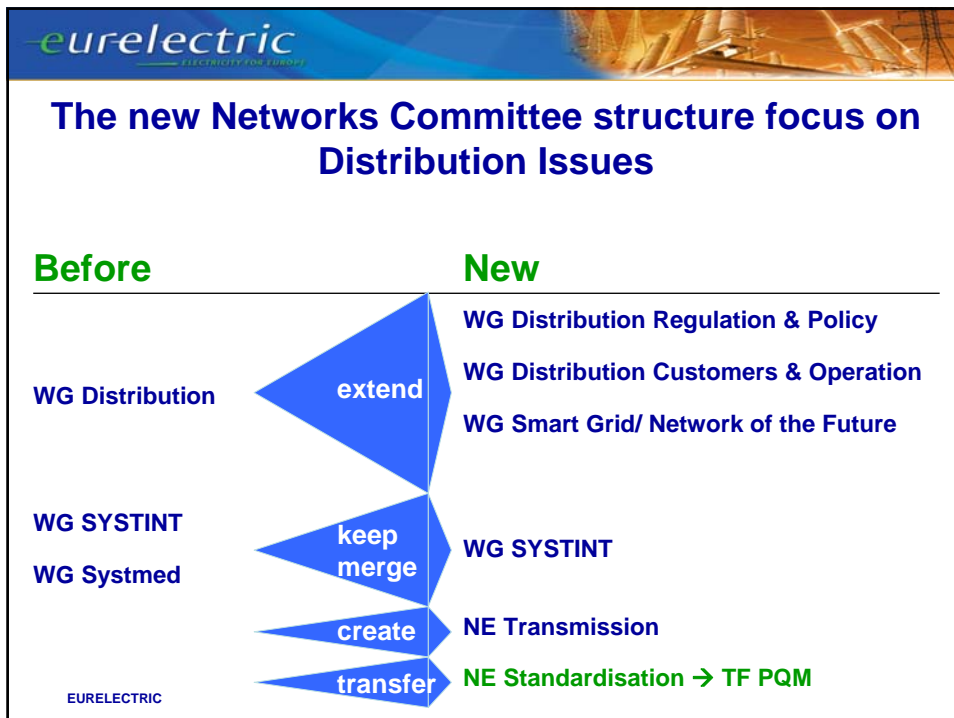 eurelectric
ELECTRICITY FOR EUROPE
The new Networks Committee structure focus on
Distribution Issues
Before
New
WG Distribution
extend
WG Distribution Regulation & Policy
WG Distribution Customers & Operation
WG Smart Grid/ Network of the Future
WG SYSTINT
WG Systmed
keep
merge
WG SYSTINT
create
NE Transmission
transfer
NE Standardisation → TF PQM
EURELECTRIC